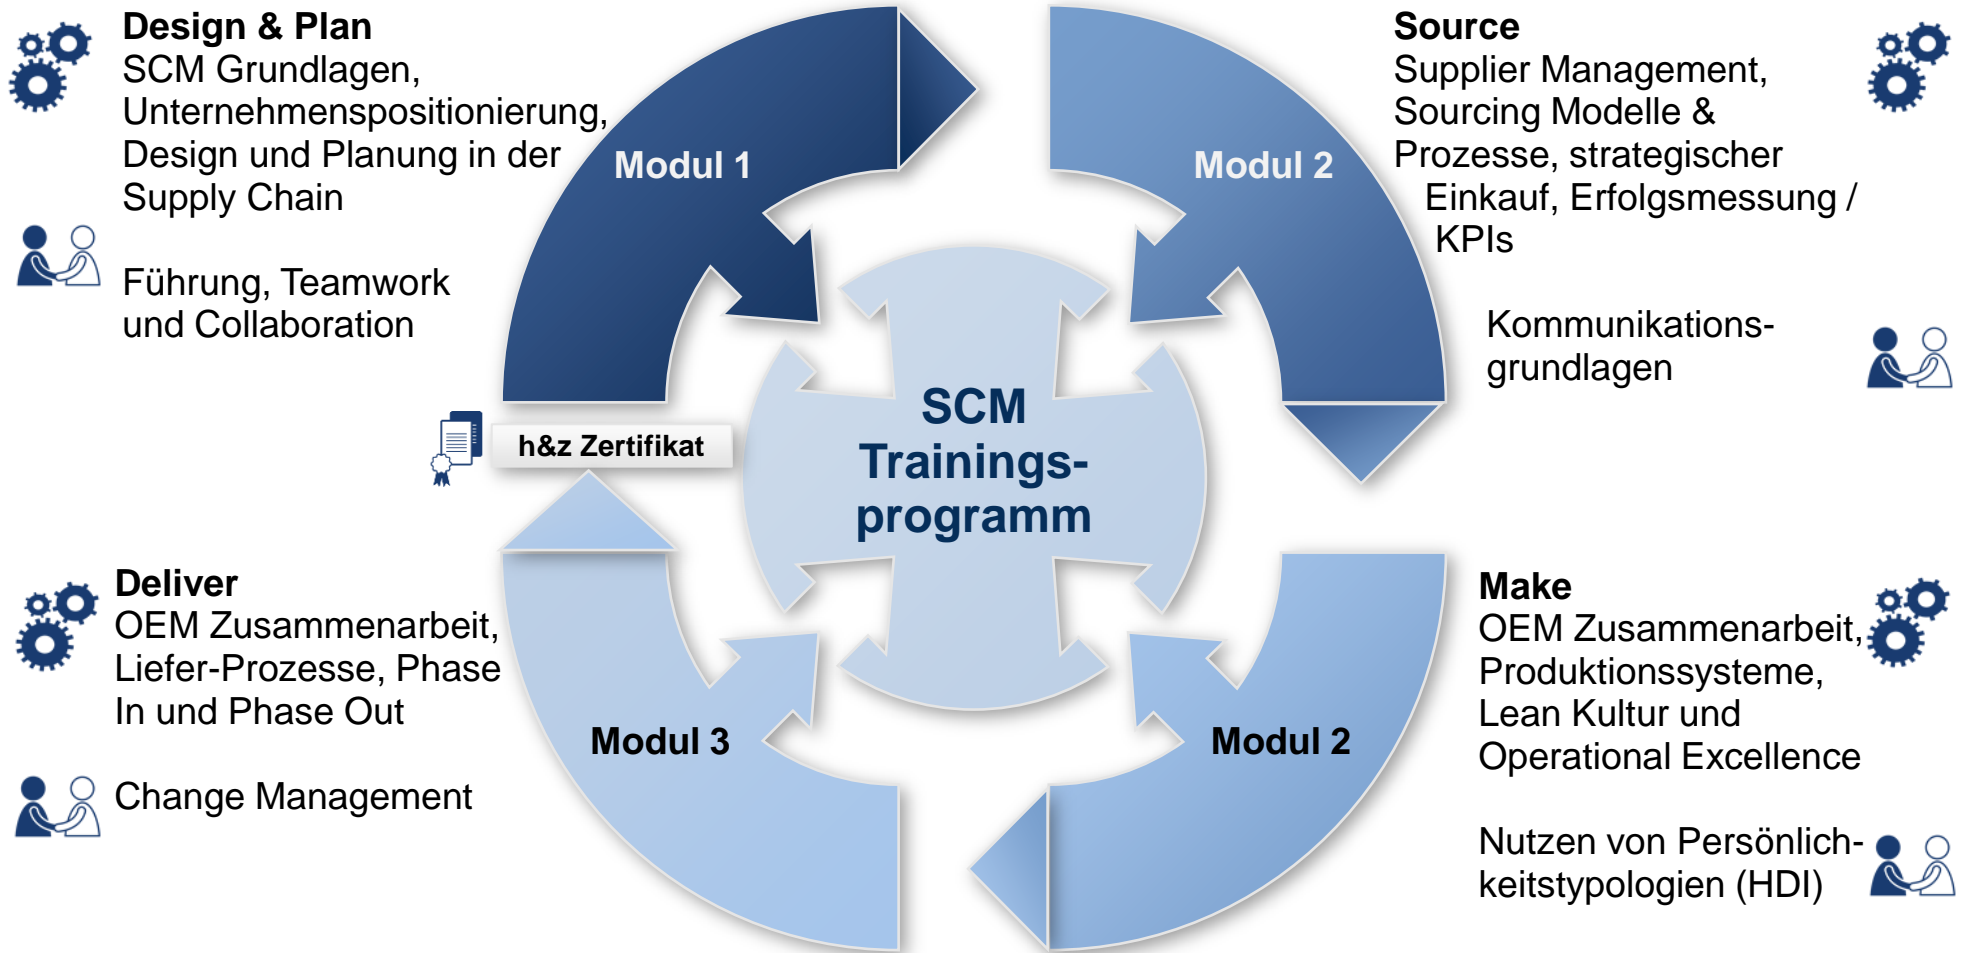 Design & Plan
SCM Grundlagen,
Unternehmenspositionierung,
Design und Planung in der
Supply Chain
Führung, Teamwork
und Collaboration
Modul 1
Modul 2
Source
Supplier Management,
Sourcing Modelle &
Prozesse, strategischer
Einkauf, Erfolgsmessung /
KPIs
Kommunikations-
grundlagen
h&z Zertifikat
SCM
Trainings-
programm
Deliver
OEM Zusammenarbeit,
Liefer-Prozesse, Phase
In und Phase Out
Change Management
Modul 3
Modul 2
Make
OEM Zusammenarbeit,
Produktionssysteme,
Lean Kultur und
Operational Excellence
Nutzen von Persönlich-
keitstypologien (HDI)